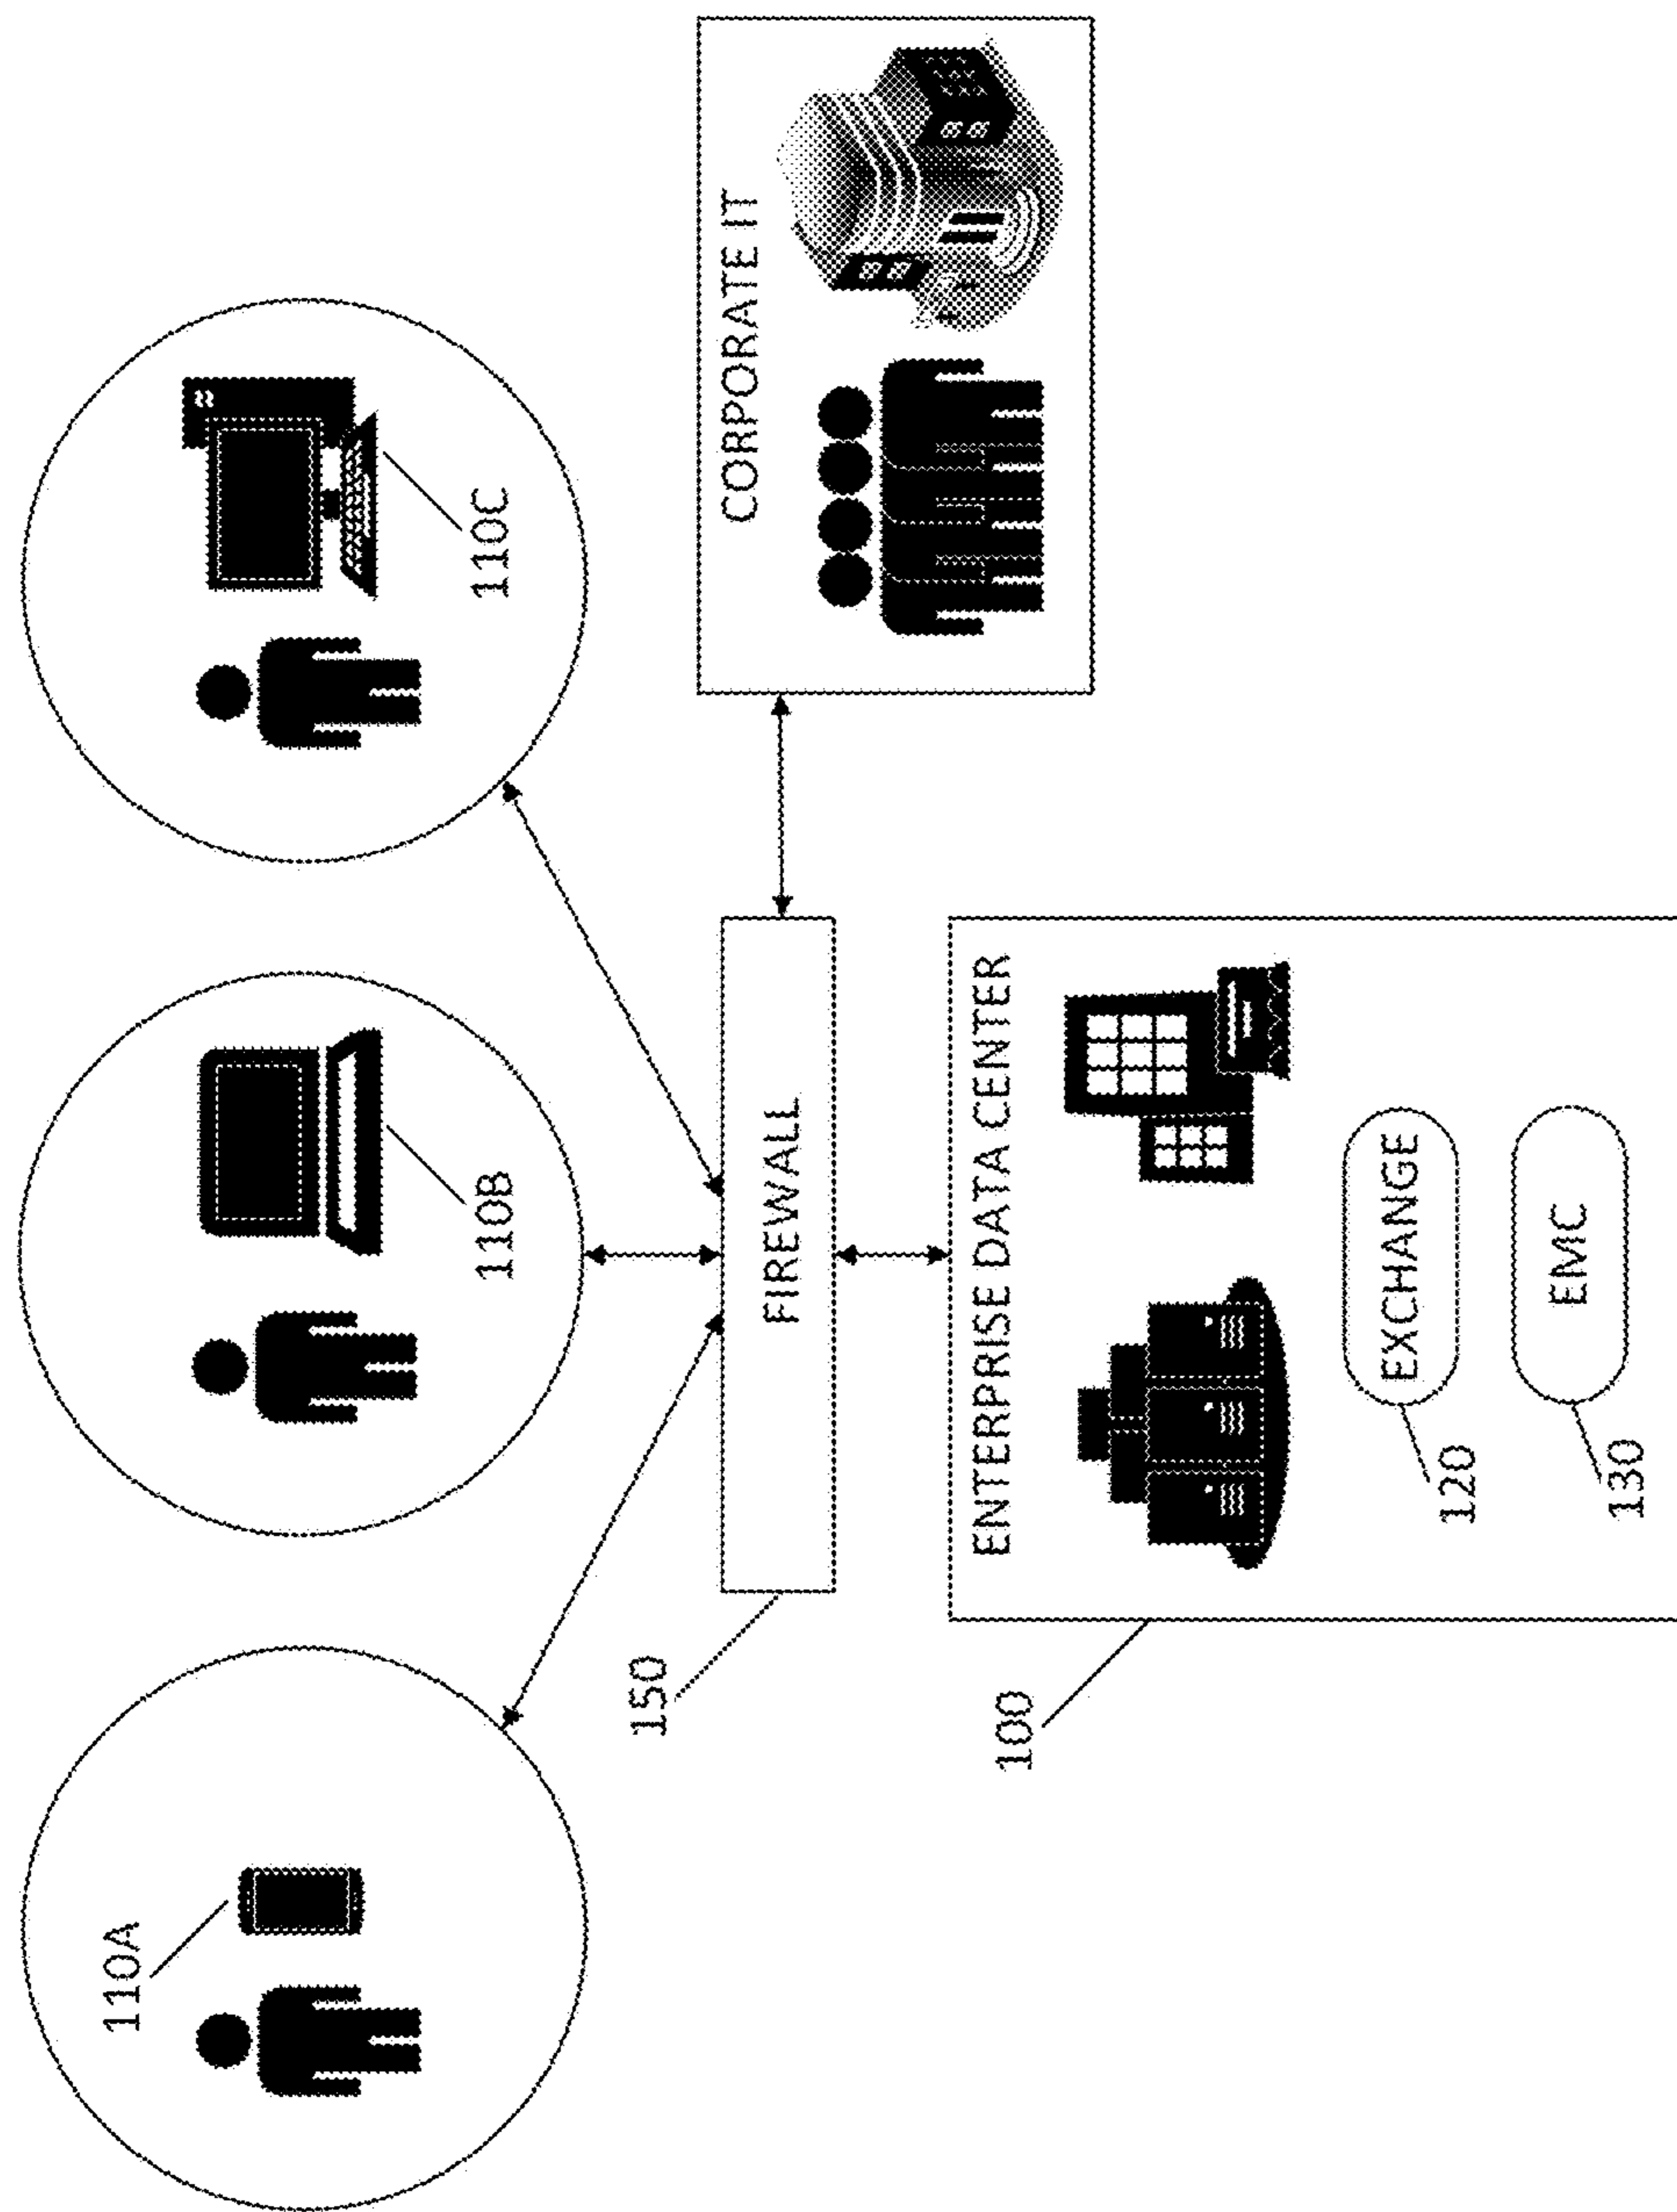 110A
110B
110C
150
FIREWALL
CORPORATE IT
100
ENTERPRISE DATA CENTER
120
EXCHANGE
130
EMC